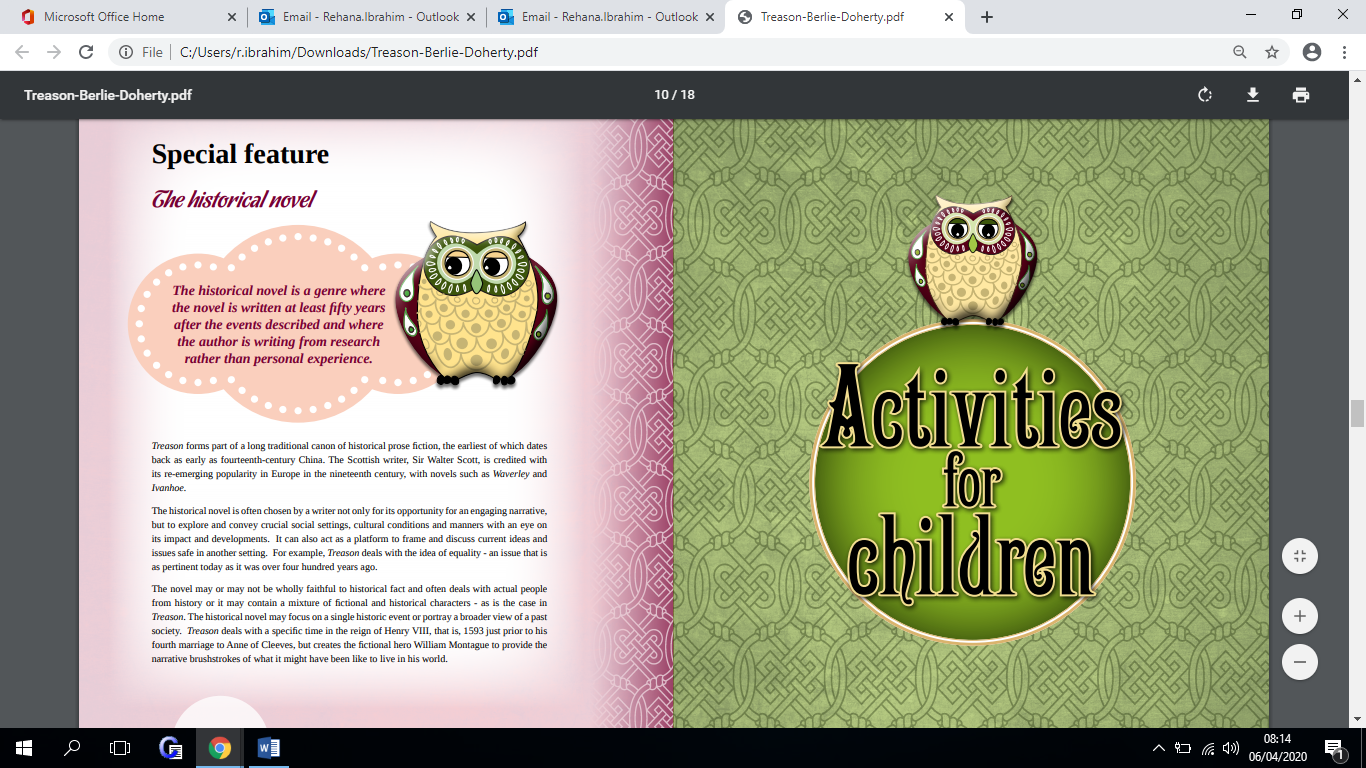 Microsoft Office Home
Email - Rehana.Ibrahim - Outlook
Email - Rehana.Ibrahim - Outlook
Treason-Berlie-Doherty.pdf
File
C:/Users/r.ibrahim/Downloads/Treason-Berlie-Doherty.pdf
Treason-Berlie-Doherty.pdf
10 / 18
Special feature
The historical novel
The historical novel is a genre where
the novel is written at least fifty years
after the events described and where
the author is writing from research
rather than personal experience.
Treason forms part of a long traditional canon of historical prose fiction, the earliest of which dates
back as early as fourteenth-century China. The Scottish writer, Sir Walter Scott, is credited with
its re-emerging popularity in Europe in the nineteenth century, with novels such as Waverley and
Ivanhoe.
The historical novel is often chosen by a writer not only for its opportunity for an engaging narrative,
but to explore and convey crucial social settings, cultural conditions and manners with an eye on
its impact and developments. It can also act as a platform to frame and discuss current ideas and
issues safe in another setting. For example, Treason deals with the idea of equality - an issue that is
as pertinent today as it was over four hundred years ago.
The novel may or may not be wholly faithful to historical fact and often deals with actual people
from history or it may contain a mixture of fictional and historical characters - as is the case in
Treason. The historical novel may focus on a single historic event or portray a broader view of a past
society. Treason deals with a specific time in the reign of Henry VIII, that is, 1593 just prior to his
fourth marriage to Anne of Cleeves, but creates the fictional hero William Montague to provide the
narrative brushstrokes of what it might have been like to live in his world.
Activities
for
children
08:14
06/04/2020
1